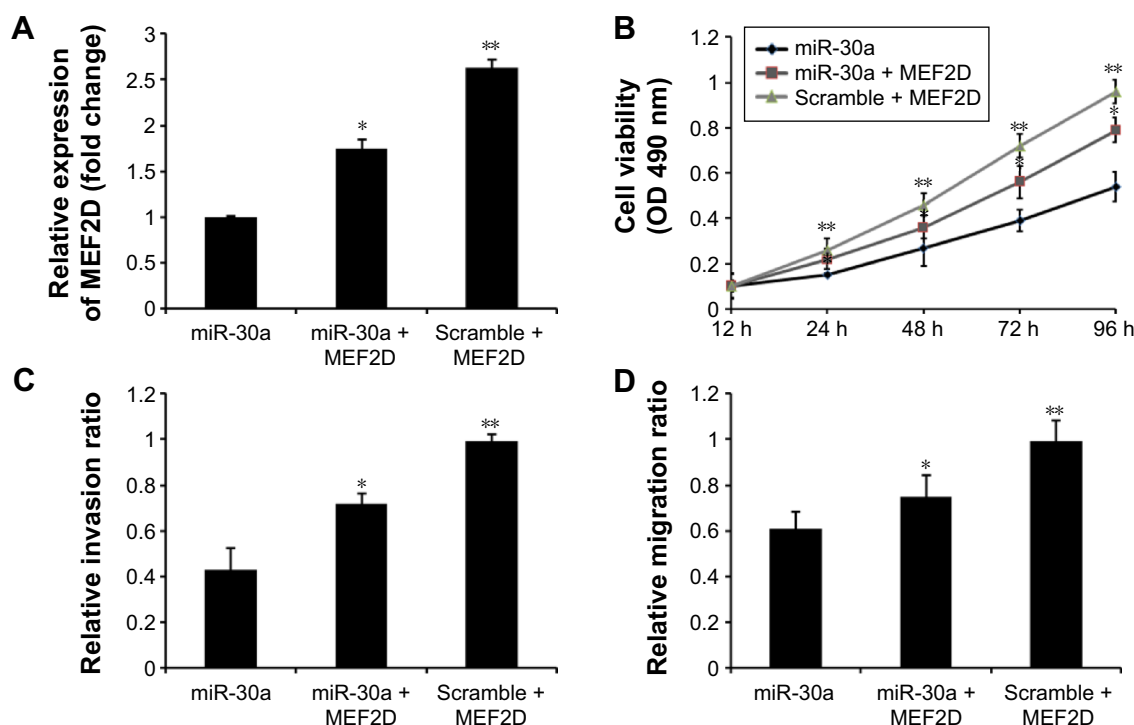 A
Relative expression
of MEF2D (fold change)
3
2.5
2
1.5
1
0.5
0
**
*
miR-30a
miR-30a +
MEF2D
Scramble +
MEF2D
B
Cell viability
(OD 490 nm)
1.2
1
0.8
0.6
0.4
0.2
0
miR-30a
miR-30a + MEF2D
Scramble + MEF2D
**
*
**
*
**
*
**
*
12 h
24 h
48 h
72 h
96 h
C
Relative invasion ratio
1.2
1
0.8
0.6
0.4
0.2
0
**
*
miR-30a
miR-30a +
MEF2D
Scramble +
MEF2D
D
Relative migration ratio
1.2
1
0.8
0.6
0.4
0.2
0
**
*
miR-30a
miR-30a +
MEF2D
Scramble +
MEF2D